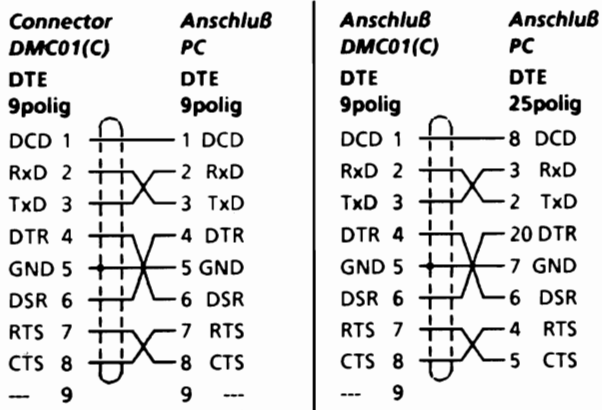 Connector Anschluß
DMC01(C) PC
DTE DTE
9polig 9polig
DCD 1 1 DCD
RxD 2 2 RxD
TxD 3 3 TxD
DTR 4 4 DTR
GND 5 5 GND
DSR 6 6 DSR
RTS 7 7 RTS
CTS 8 8 CTS
--- 9 9 ---
Anschluß Anschluß
DMC01(C) PC
DTE DTE
9polig 25polig
DCD 1 8 DCD
RxD 2 3 RxD
TxD 3 2 TxD
DTR 4 20 DTR
GND 5 7 GND
DSR 6 6 DSR
RTS 7 4 RTS
CTS 8 5 CTS
--- 9